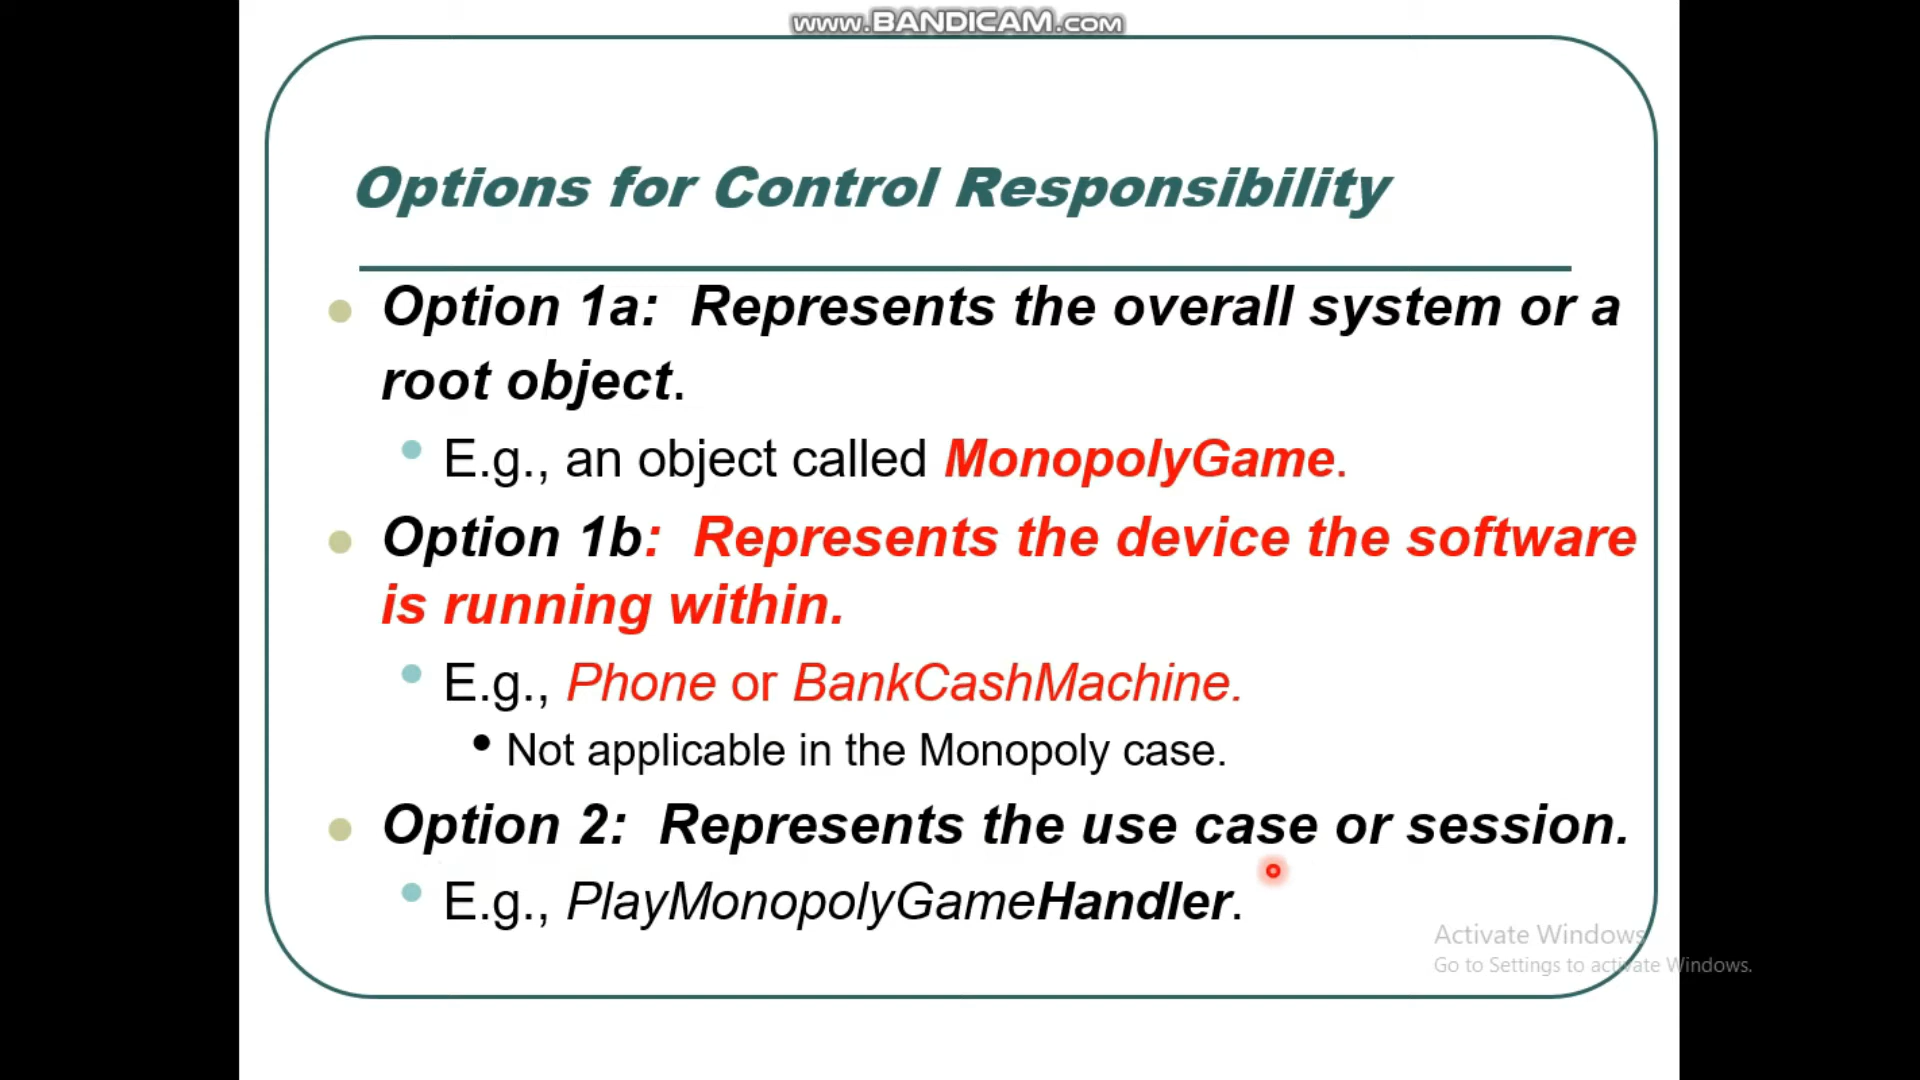 www.BANDICAM.com
Options for Control Responsibility
Option 1a: Represents the overall system or a
root object.
E.g., an object called MonopolyGame.
Option 1b: Represents the device the software
is running within.
E.g., Phone or BankCashMachine.
Not applicable in the Monopoly case.
Option 2: Represents the use case or session.
E.g., PlayMonopolyGameHandler.
Activate Windows
Go to Settings to activate Windows.